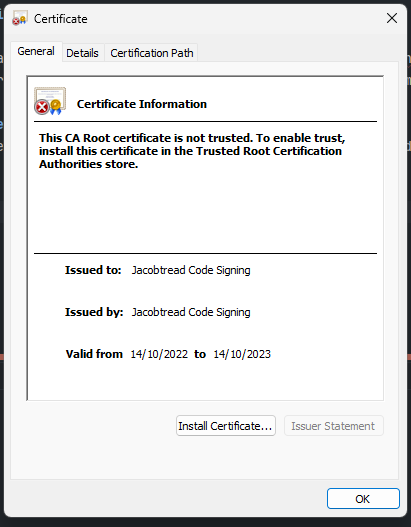 Certificate
General Details Certification Path
Certificate Information
This CA Root certificate is not trusted. To enable trust,
install this certificate in the Trusted Root Certification
Authorities store.
Issued to: Jacobtread Code Signing
Issued by: Jacobtread Code Signing
Valid from 14/10/2022 to 14/10/2023
Install Certificate... Issuer Statement
OK